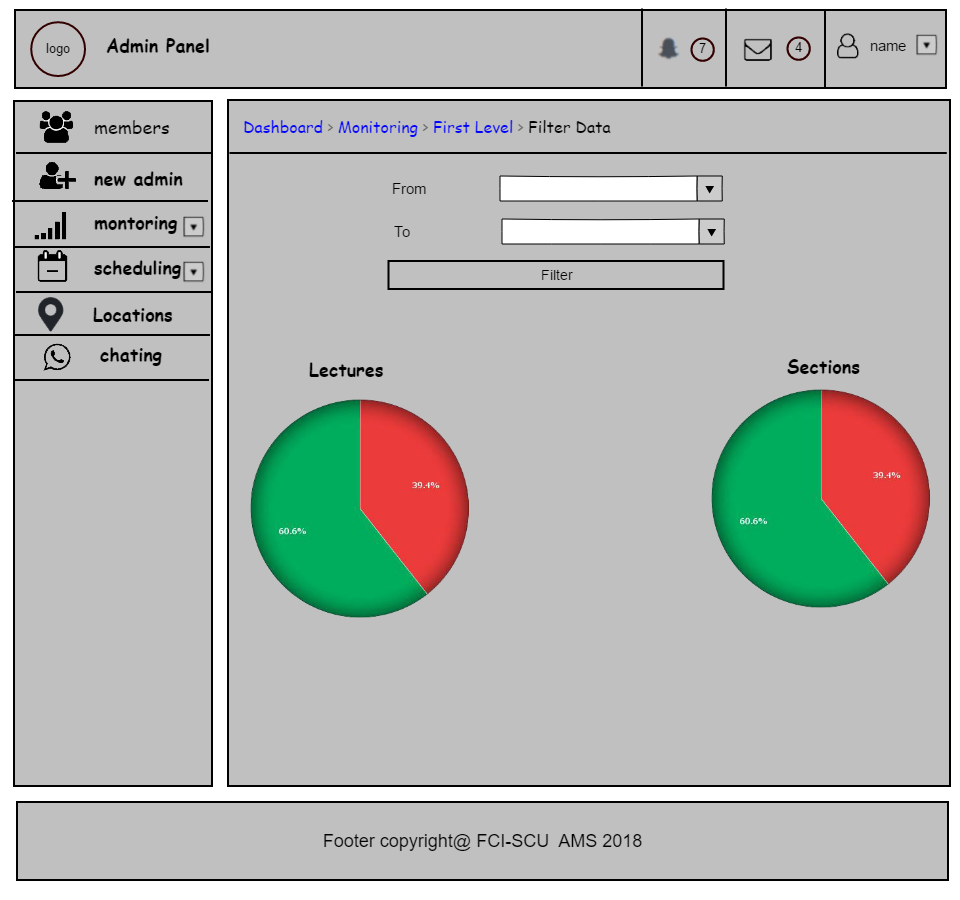 logo
Admin Panel
7
4
name
members
new admin
montoring
scheduling
Locations
chating
Dashboard > Monitoring > First Level > Filter Data
From
To
Filter
Lectures
39.4%
60.6%
Sections
39.4%
60.6%
Footer copyright@ FCI-SCU  AMS 2018